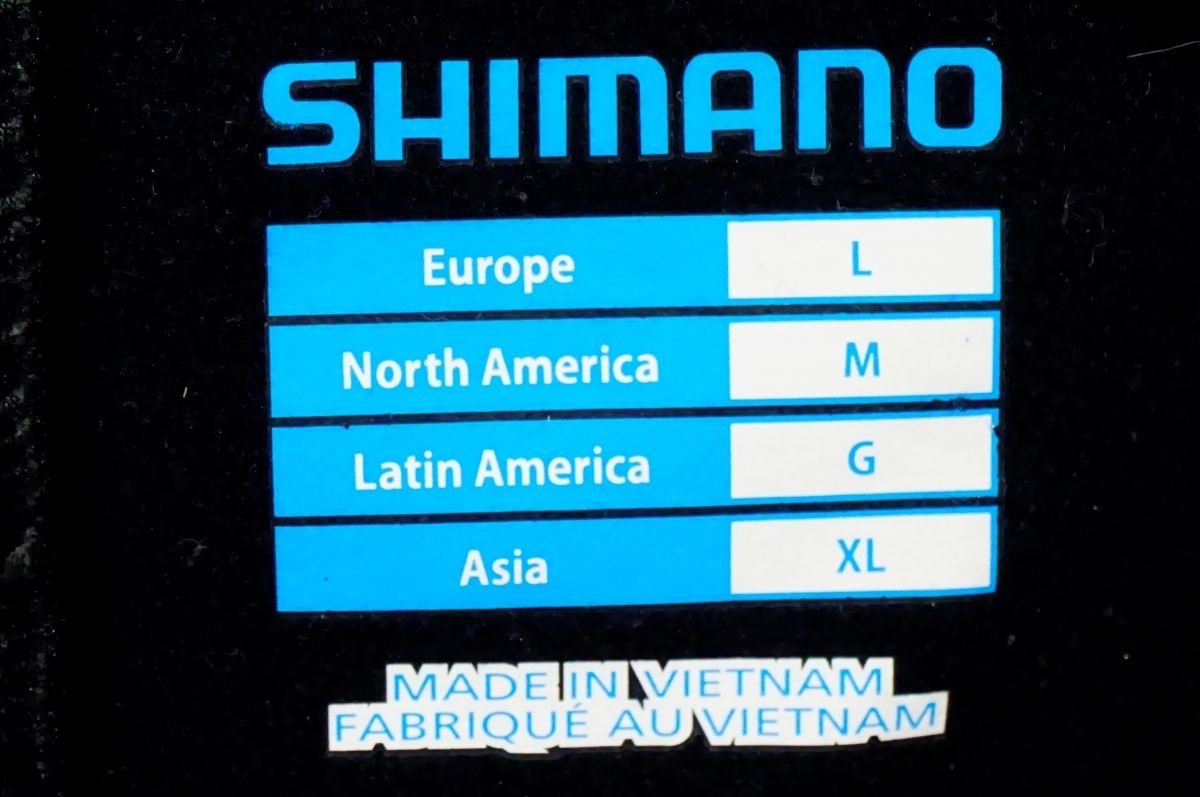 SHIMANO
Europe L
North America M
Latin America G
Asia XL
MADE IN VIETNAM
FABRIQUÉ AU VIETNAM